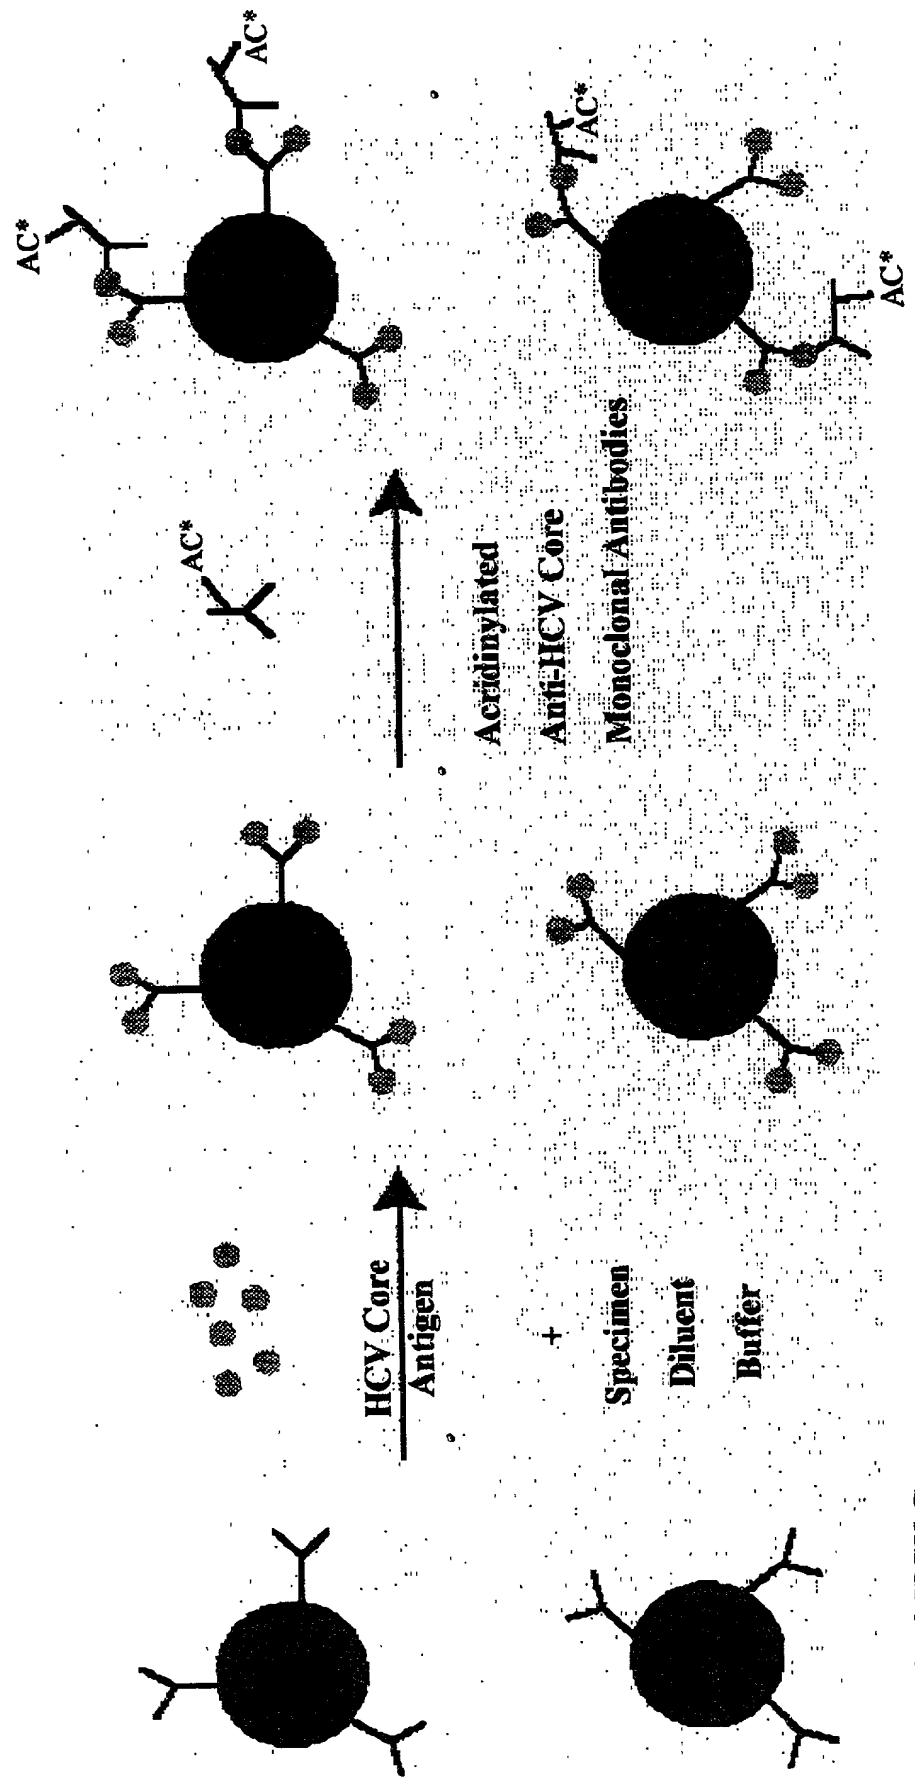 HCV Core
Antigen
+
Specimen
Diluent
Buffer
AC*
Acridinylated
Anti-HCV Core
Monoclonal Antibodies
AC*
AC*
AC*
AC*